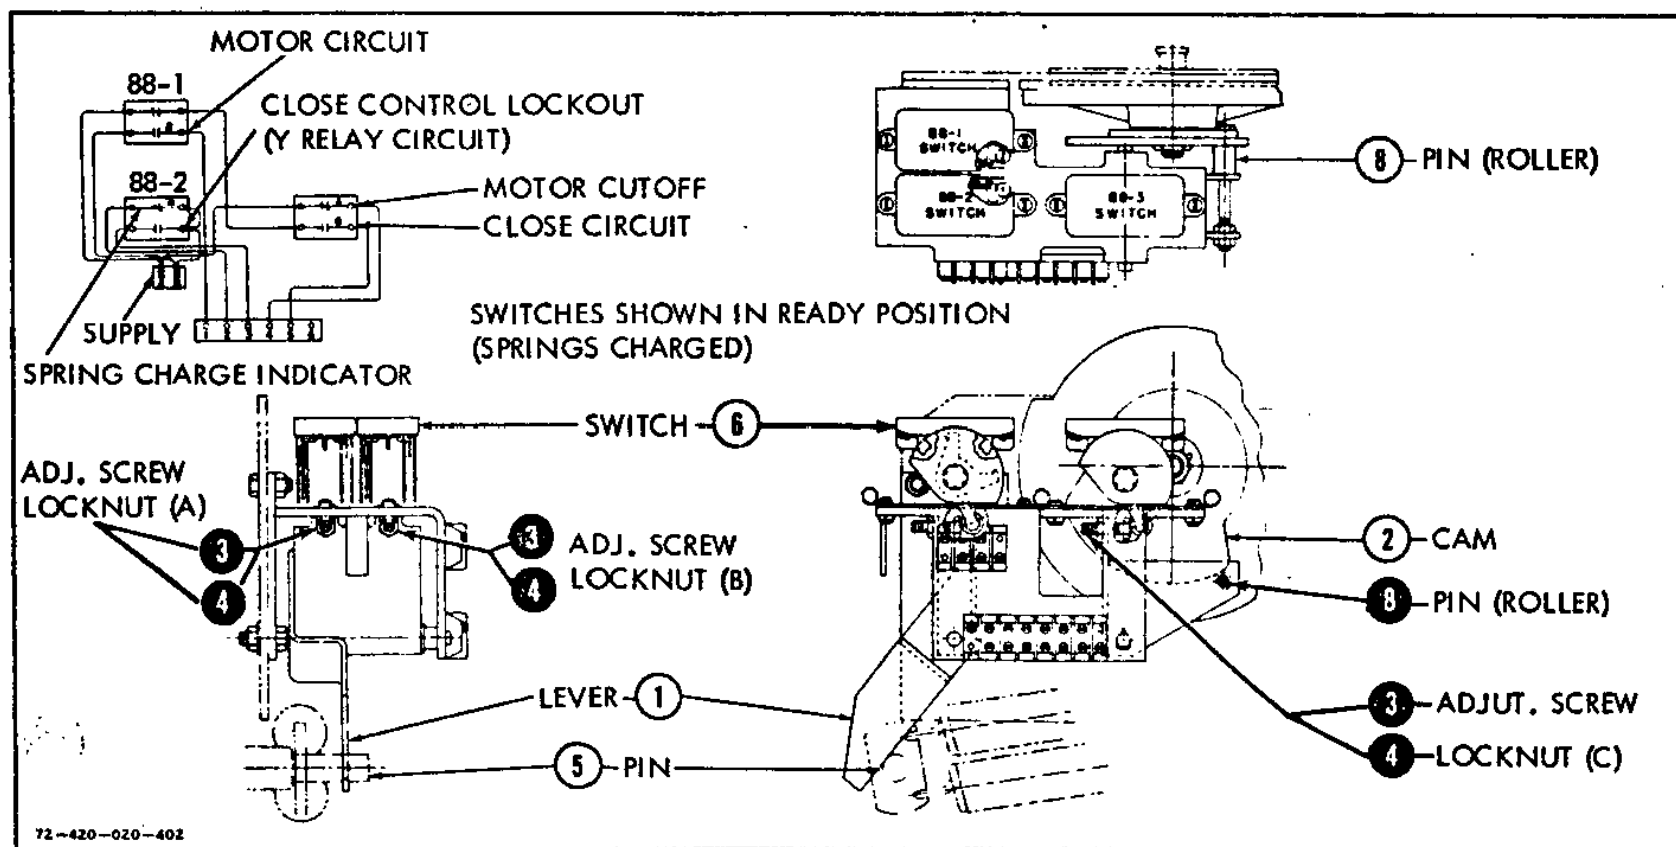 MOTOR CIRCUIT
88-1
CLOSE CONTROL LOCKOUT
(Y RELAY CIRCUIT)
88-2
MOTOR CUTOFF
CLOSE CIRCUIT
SUPPLY
SPRING CHARGE INDICATOR
SWITCHES SHOWN IN READY POSITION
(SPRINGS CHARGED)
88-1
SWITCH
88-2
SWITCH
88-3
SWITCH
8 PIN (ROLLER)
SWITCH 6
ADJ. SCREW
LOCKNUT (A)
3
4
3
4
ADJ. SCREW
LOCKNUT (B)
2 CAM
8 PIN (ROLLER)
LEVER 1
5 PIN
3 ADJUT. SCREW
4 LOCKNUT (C)
72-420-020-402